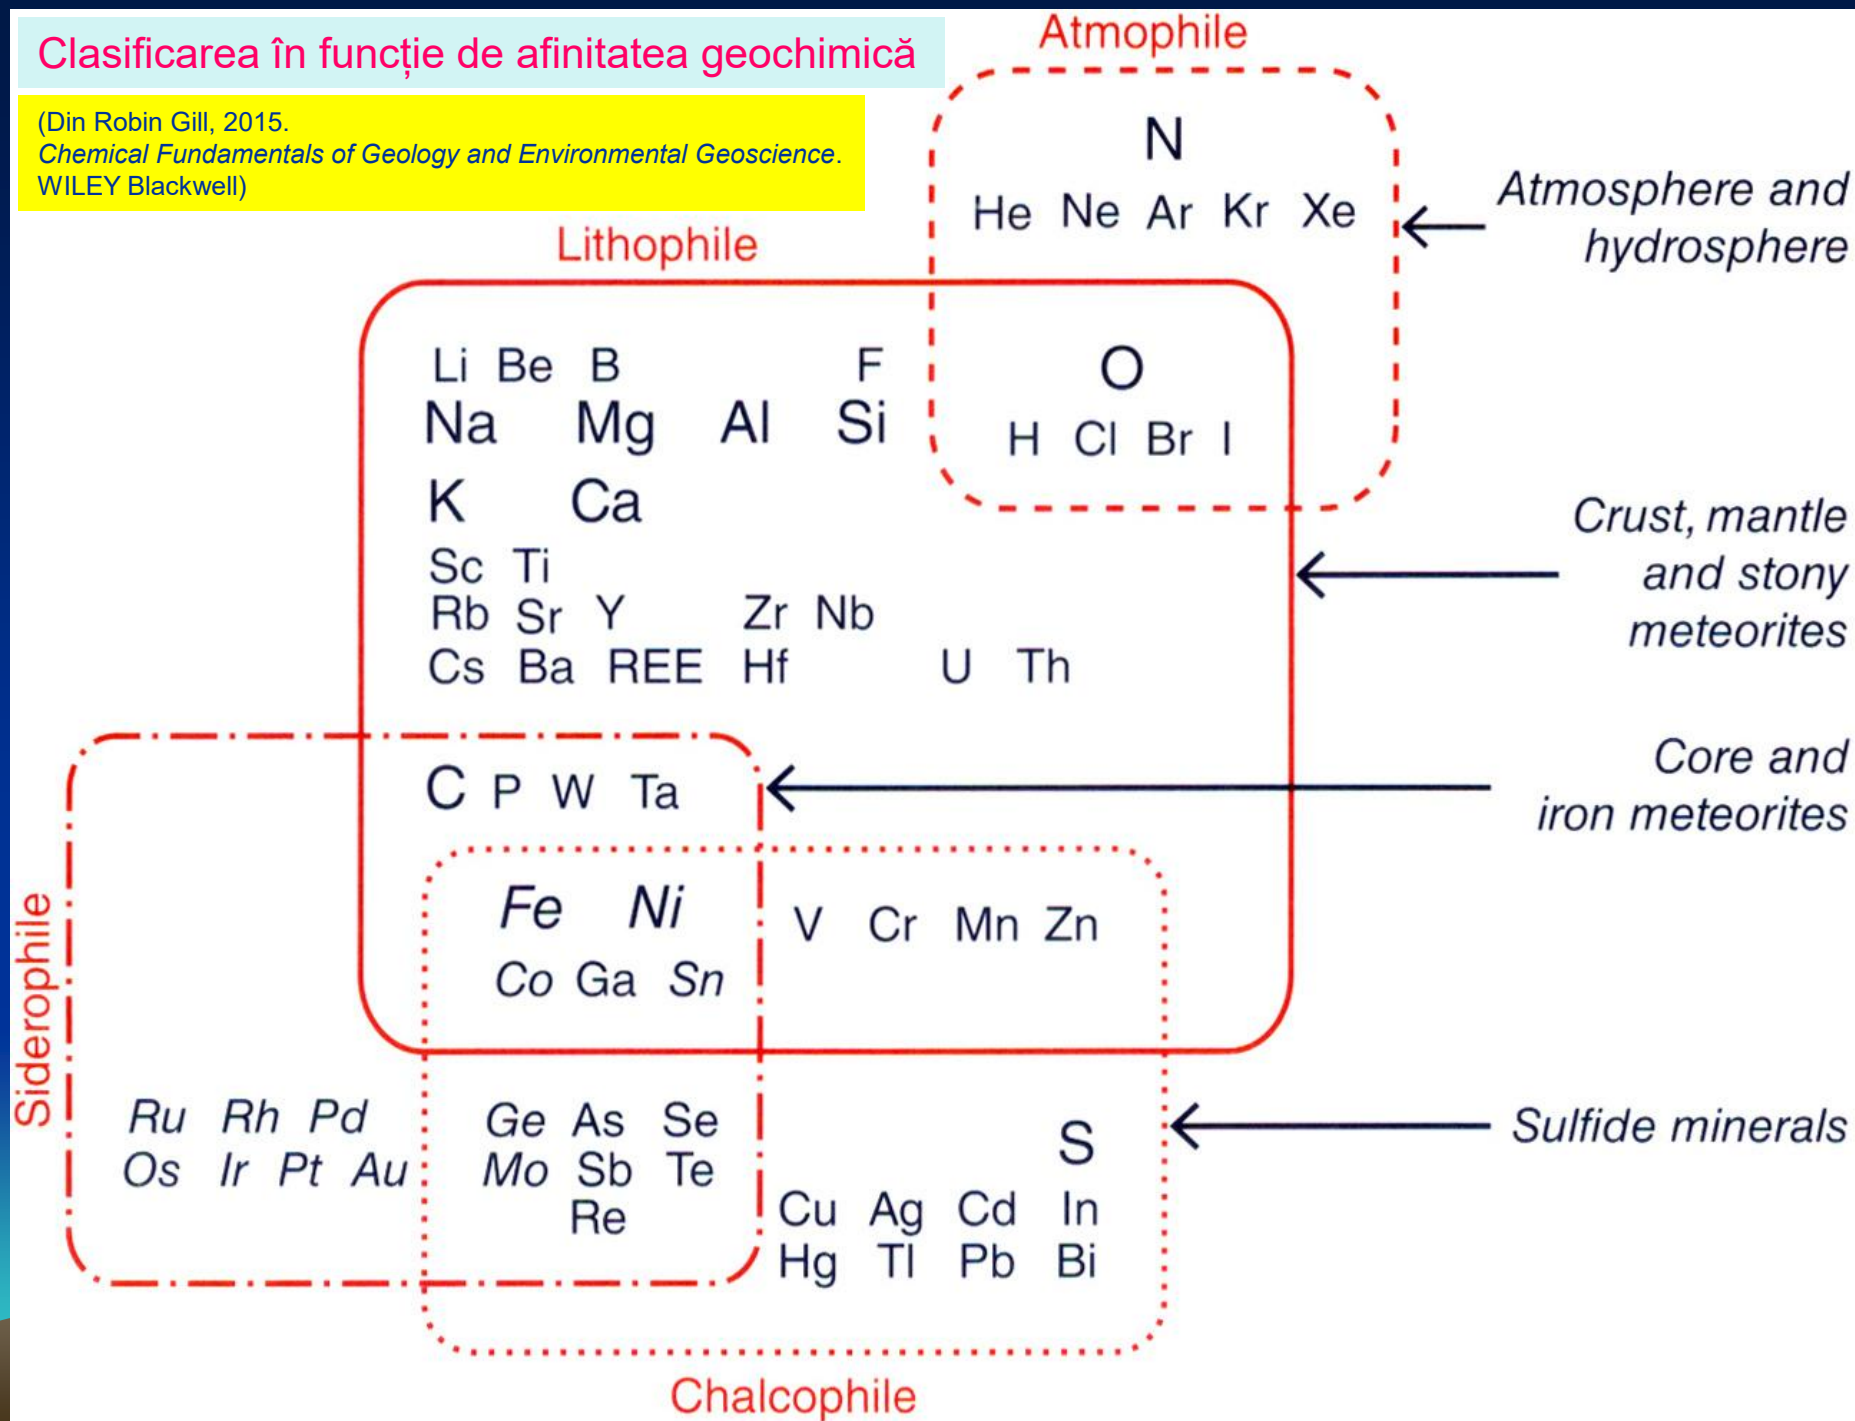 Clasificarea în funcție de afinitatea geochimică
(Din Robin Gill, 2015.
Chemical Fundamentals of Geology and Environmental Geoscience.
WILEY Blackwell)
Atmophile
N
He Ne Ar Kr Xe
Atmosphere and
hydrosphere
Lithophile
Li Be B F
O
Na Mg Al Si
H Cl Br I
K Ca
Sc Ti
Rb Sr Y Zr Nb
Cs Ba REE Hf U Th
Crust, mantle
and stony
meteorites
C P W Ta
Core and
iron meteorites
Siderophile
Fe Ni
V Cr Mn Zn
Co Ga Sn
Ru Rh Pd
Os Ir Pt Au
Ge As Se
Mo Sb Te
Re
S
Cu Ag Cd In
Hg Tl Pb Bi
Sulfide minerals
Chalcophile